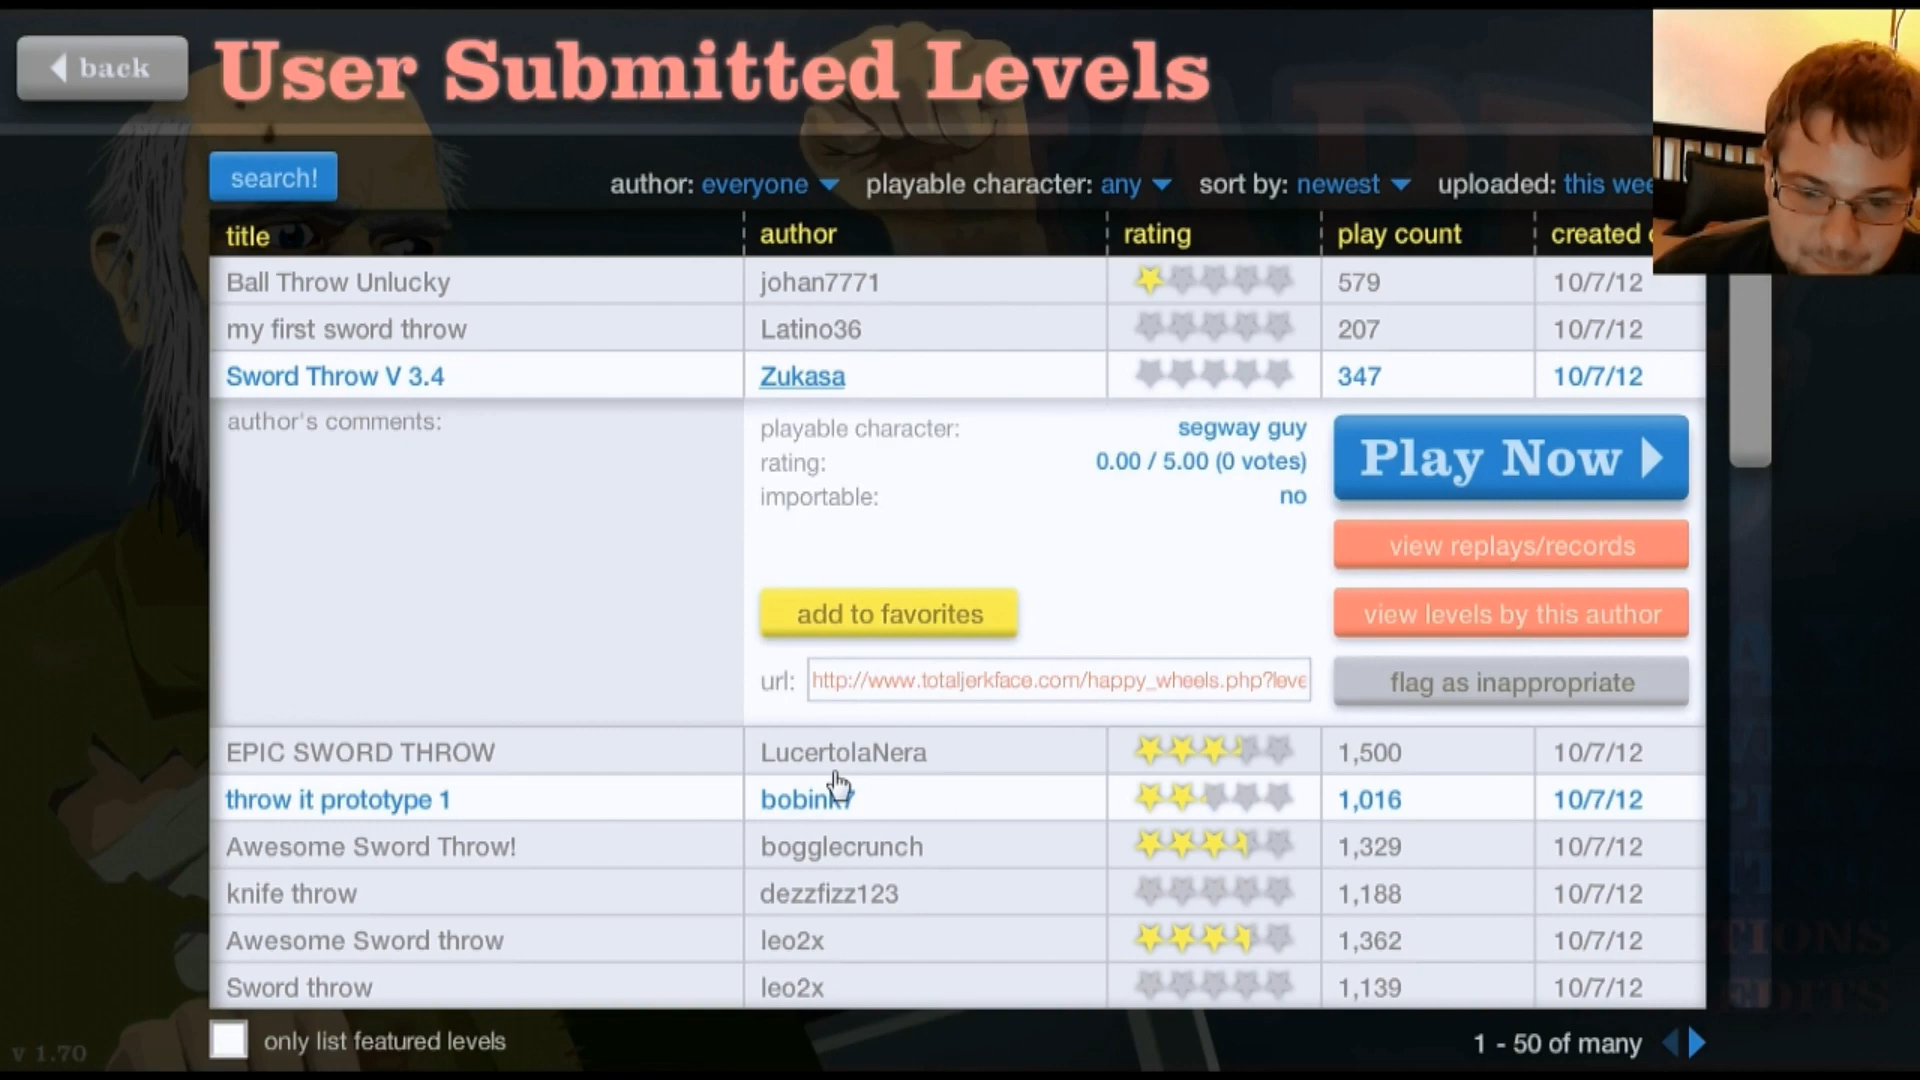 back
User Submitted Levels
search!
author: everyone playable character: any sort by: newest uploaded: this wee
title author rating play count created
Ball Throw Unlucky johan7771 579 10/7/12
my first sword throw Latino36 207 10/7/12
Sword Throw V 3.4 Zukasa 347 10/7/12
author's comments:
playable character: segway guy
rating: 0.00 / 5.00 (0 votes)
importable: no
Play Now
view replays/records
add to favorites
view levels by this author
url: http://www.totaljerkface.com/happy_wheels.php?leve
flag as inappropriate
EPIC SWORD THROW LucertolaNera 1,500 10/7/12
throw it prototype 1 bobink7 1,016 10/7/12
Awesome Sword Throw! bogglecrunch 1,329 10/7/12
knife throw dezzfizz123 1,188 10/7/12
Awesome Sword throw leo2x 1,362 10/7/12
Sword throw leo2x 1,139 10/7/12
only list featured levels
1 - 50 of many
v 1.70
TIONS
EDITS